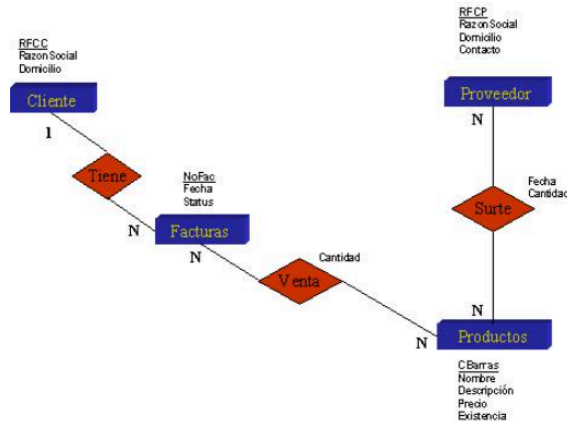 RFCC
Razon Social
Domicilio
Cliente
1
Tiene
N
NoFac
Fecha
Status
Facturas
N
Cantidad
Venta
N
RFCP
Razon Social
Domicilio
Contacto
Proveedor
N
Fecha
Cantidad
Surte
N
Productos
CBarras
Nombre
Descripción
Precio
Existencia